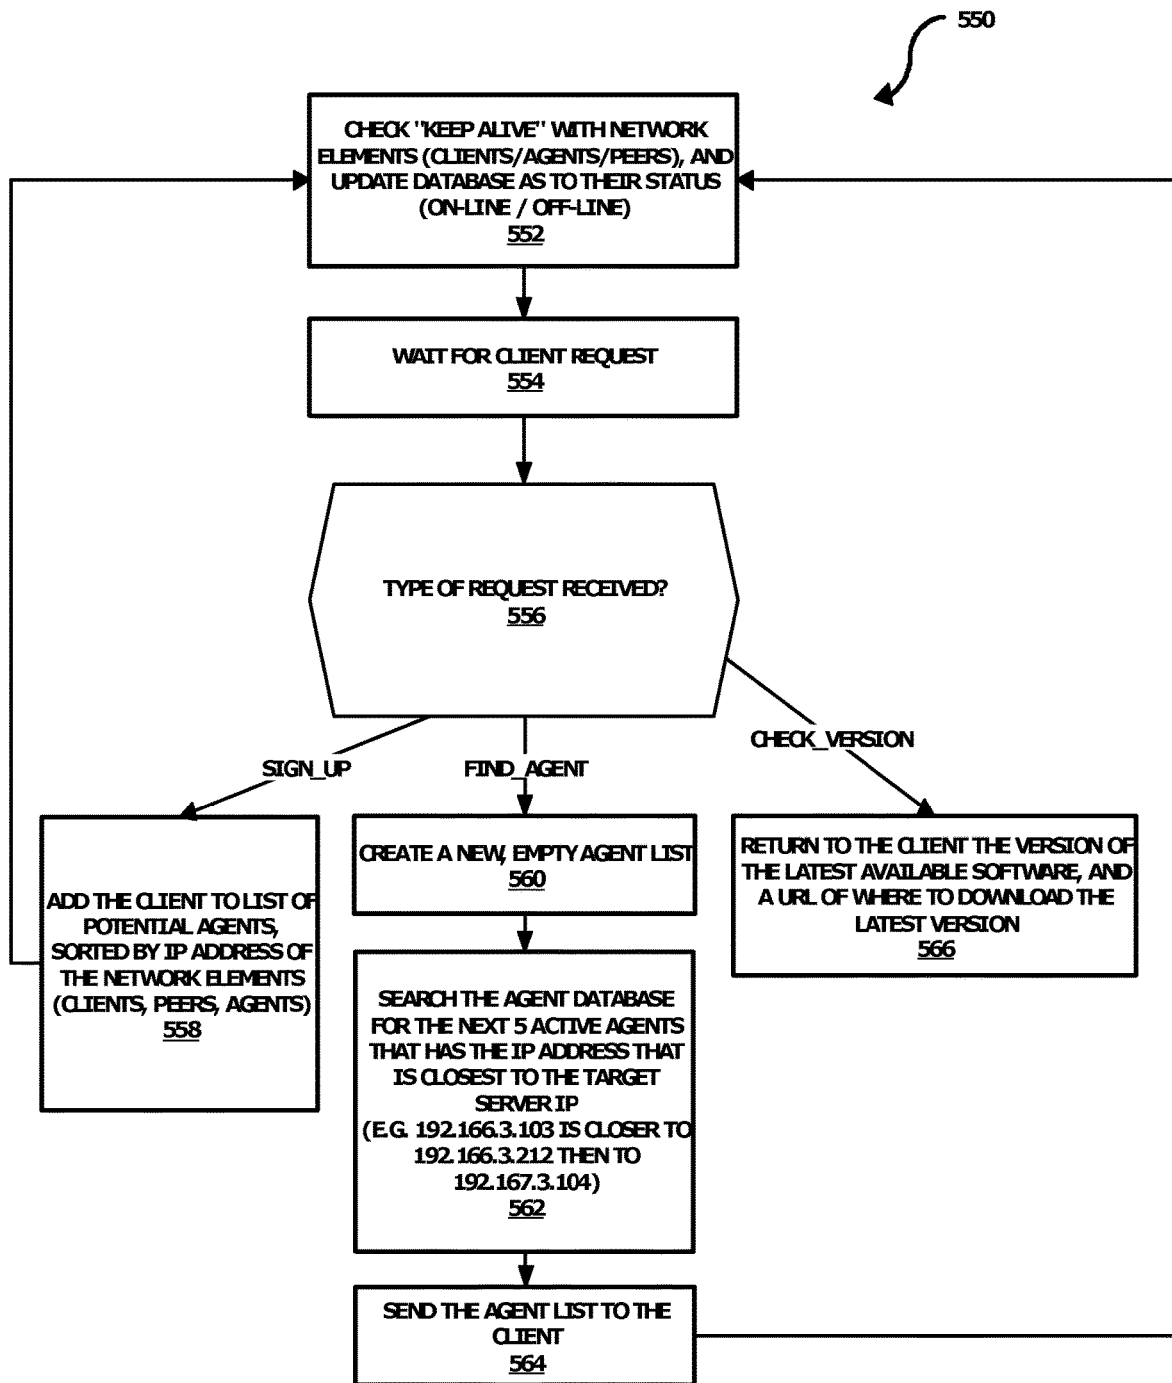 550
CHECK "KEEP ALIVE" WITH NETWORK
ELEMENTS (CLIENTS/AGENTS/PEERS), AND
UPDATE DATABASE AS TO THEIR STATUS
(ON-LINE / OFF-LINE)
552
WAIT FOR CLIENT REQUEST
554
TYPE OF REQUEST RECEIVED?
556
SIGN_UP
FIND_AGENT
CHECK_VERSION
ADD THE CLIENT TO LIST OF
POTENTIAL AGENTS,
SORTED BY IP ADDRESS OF
THE NETWORK ELEMENTS
(CLIENTS, PEERS, AGENTS)
558
CREATE A NEW, EMPTY AGENT LIST
560
SEARCH THE AGENT DATABASE
FOR THE NEXT 5 ACTIVE AGENTS
THAT HAS THE IP ADDRESS THAT
IS CLOSEST TO THE TARGET
SERVER IP
(E.G. 192.166.3.103 IS CLOSER TO
192.166.3.212 THEN TO
192.167.3.104)
562
SEND THE AGENT LIST TO THE
CLIENT
564
RETURN TO THE CLIENT THE VERSION OF
THE LATEST AVAILABLE SOFTWARE, AND
A URL OF WHERE TO DOWNLOAD THE
LATEST VERSION
566